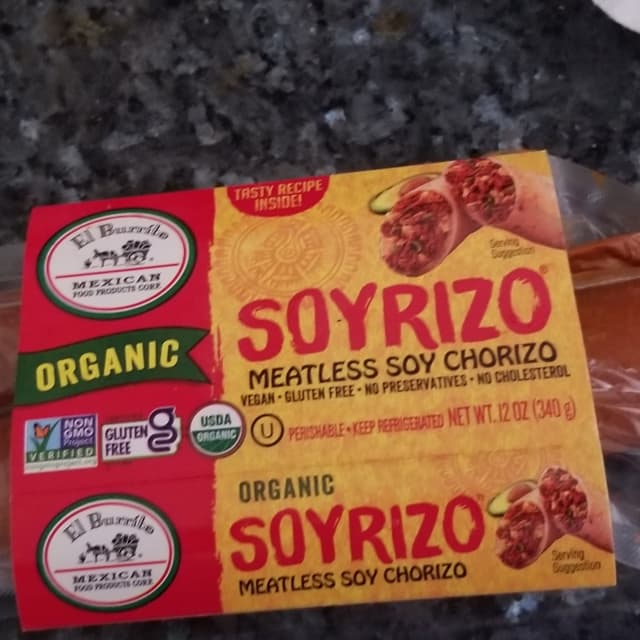 TASTY RECIPE
INSIDE!
El Burrito
MEXICAN
FOOD PRODUCTS CORP.
Serving
Suggestion
SOYRIZO®
ORGANIC
MEATLESS SOY CHORIZO
VEGAN • GLUTEN FREE • NO PRESERVATIVES • NO CHOLESTEROL
NON
GMO
Project
VERIFIED
nongmoproject.org
GLUTEN
FREE
USDA
ORGANIC
U
PERISHABLE • KEEP REFRIGERATED NET WT. 12 OZ (340 g)
El Burrito
MEXICAN
FOOD PRODUCTS CORP.
ORGANIC
SOYRIZO
MEATLESS SOY CHORIZO
Serving
Suggestion